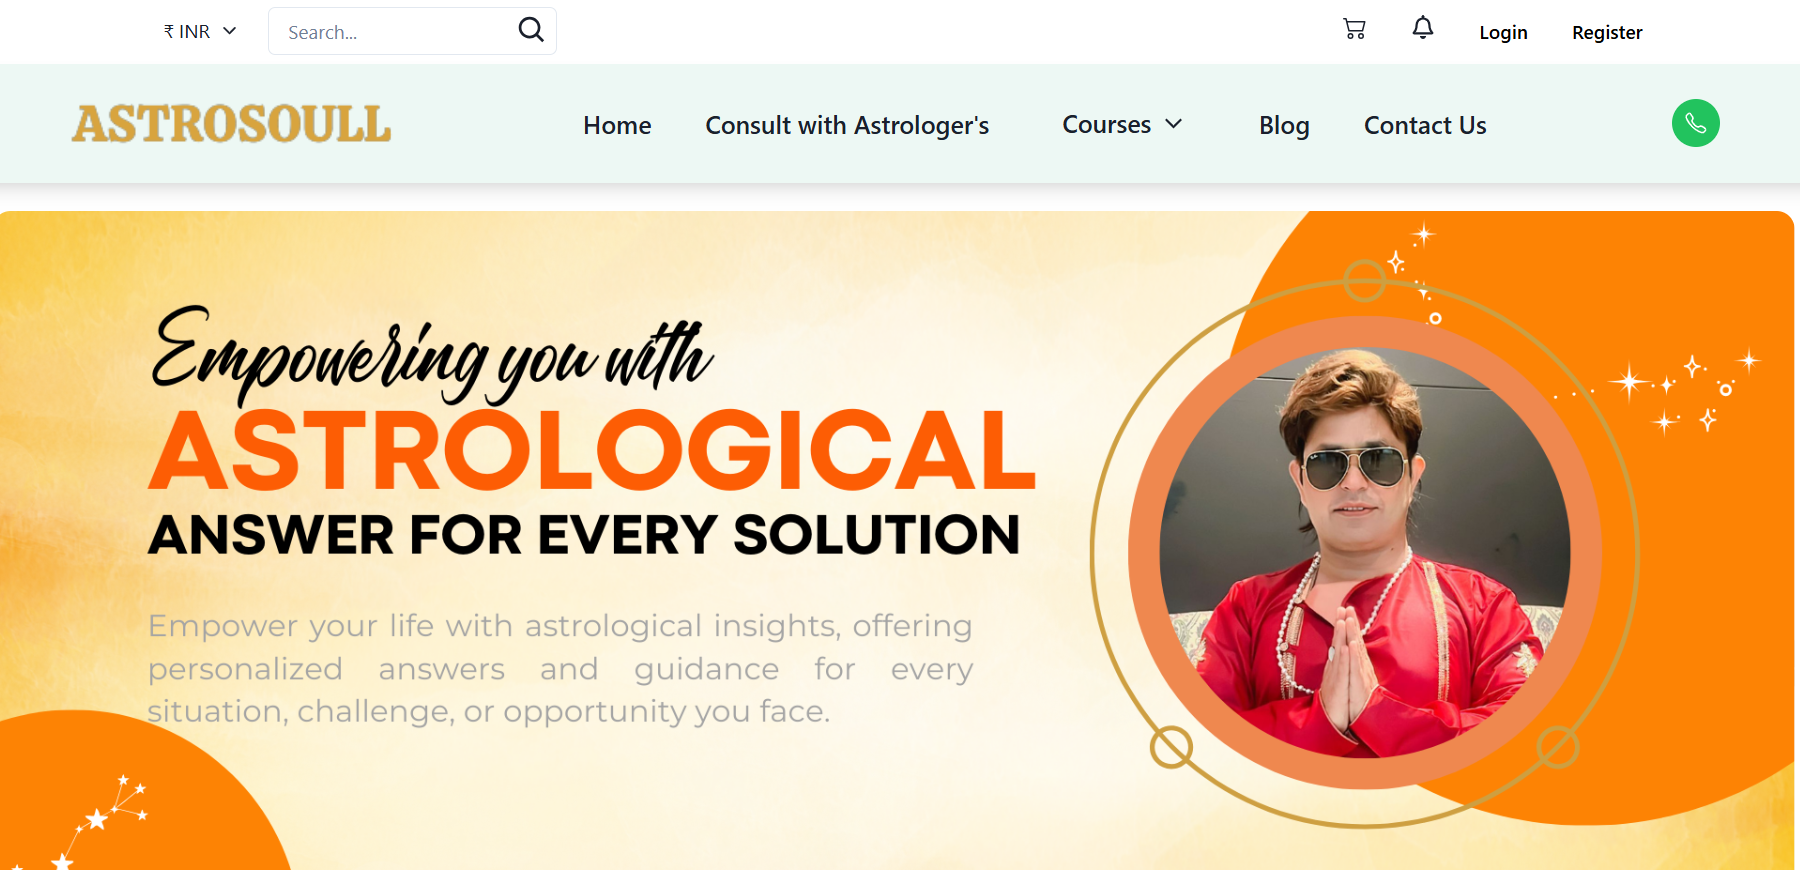 ₹ INR
Search...
Login
Register
ASTROSOULL
Home
Consult with Astrologer's
Courses
Blog
Contact Us
Empowering you with
ASTROLOGICAL
ANSWER FOR EVERY SOLUTION
Empower your life with astrological insights, offering
personalized answers and guidance for every
situation, challenge, or opportunity you face.